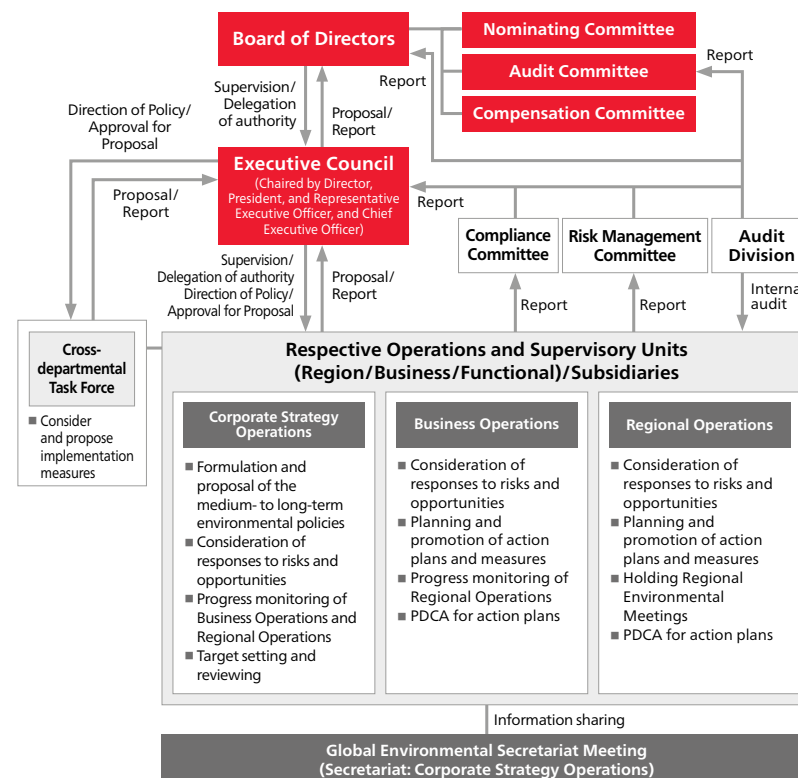 Board of Directors
Nominating Committee
Audit Committee
Compensation Committee
Report
Report
Supervision/
Delegation
of authority
Proposal/
Report
Direction of Policy/
Approval for
Proposal
Executive Council
(Chaired by Director,
President, and Representative
Executive Officer, and Chief
Executive Officer)
Proposal/
Report
Report
Compliance
Committee
Risk Management
Committee
Audit
Division
Supervision/
Delegation of authority
Direction of Policy/
Approval for Proposal
Proposal/
Report
Report
Report
Interna
audit
Cross-
departmental
Task Force
■ Consider
and propose
implementation
measures
Respective Operations and Supervisory Units
(Region/Business/Functional)/Subsidiaries
Corporate Strategy
Operations
■ Formulation and
proposal of the
medium- to long-term
environmental policies
■ Consideration of
responses to risks and
opportunities
■ Progress monitoring of
Business Operations and
Regional Operations
■ Target setting and
reviewing
Business Operations
■ Consideration of
responses to risks and
opportunities
■ Planning and
promotion of action
plans and measures
■ Progress monitoring of
Regional Operations
■ PDCA for action plans
Regional Operations
■ Consideration of
responses to risks and
opportunities
■ Planning and
promotion of action
plans and measures
■ Holding Regional
Environmental
Meetings
■ PDCA for action plans
Information sharing
Global Environmental Secretariat Meeting
(Secretariat: Corporate Strategy Operations)